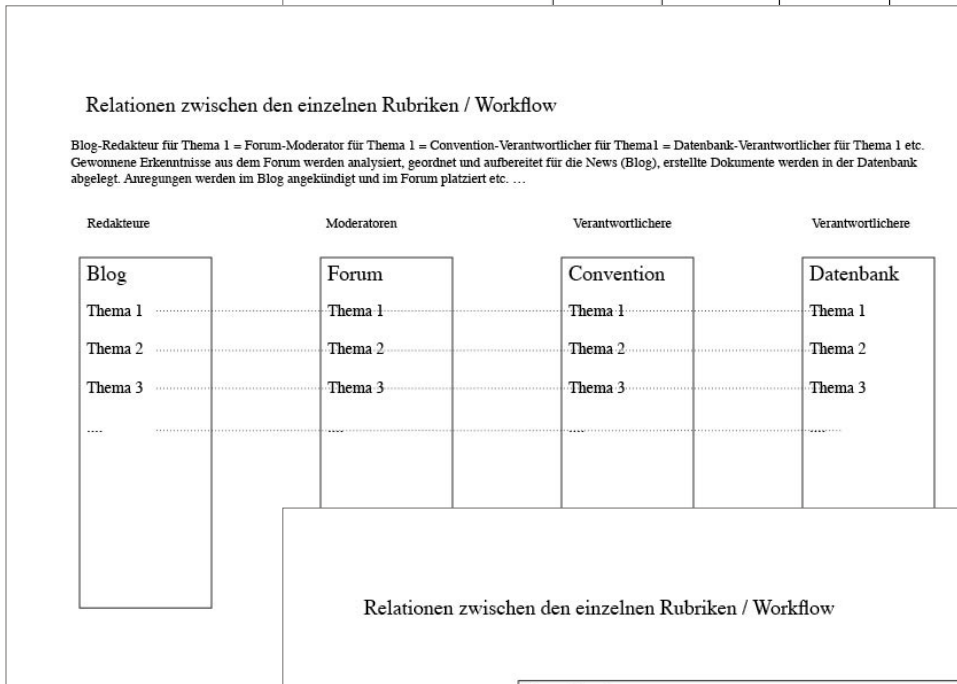 Relationen zwischen den einzelnen Rubriken / Workflow
Blog-Redakteur für Thema 1 = Forum-Moderator für Thema 1 = Convention-Verantwortlicher für Thema1 = Datenbank-Verantwortlicher für Thema 1 etc.
Gewonnene Erkenntnisse aus dem Forum werden analysiert, geordnet und aufbereitet für die News (Blog), erstellte Dokumente werden in der Datenbank
abgelegt. Anregungen werden im Blog angekündigt und im Forum platziert etc. …
Redakteure Moderatoren Verantwortlichere Verantwortlichere
Blog Forum Convention Datenbank
Thema 1 Thema 1 Thema 1 Thema 1
Thema 2 Thema 2 Thema 2 Thema 2
Thema 3 Thema 3 Thema 3 Thema 3
.... .... .... ....
Relationen zwischen den einzelnen Rubriken / Workflow